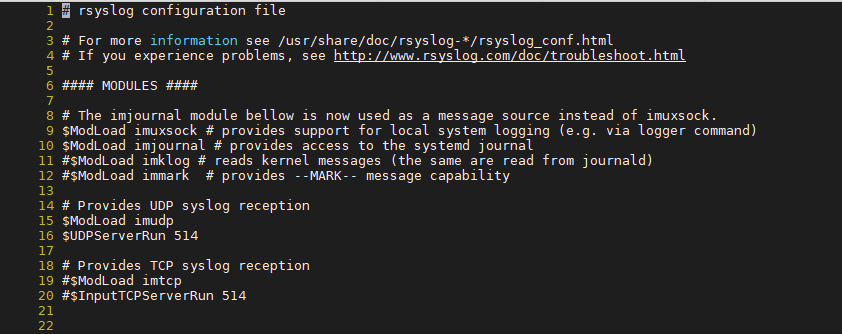 1 # rsyslog configuration file
2
3 # For more information see /usr/share/doc/rsyslog-*/rsyslog_conf.html
4 # If you experience problems, see http://www.rsyslog.com/doc/troubleshoot.html
5
6 #### MODULES ####
7
8 # The imjournal module bellow is now used as a message source instead of imuxsock.
9 $ModLoad imuxsock # provides support for local system logging (e.g. via logger command)
10 $ModLoad imjournal # provides access to the systemd journal
11 #$ModLoad imklog # reads kernel messages (the same are read from journald)
12 #$ModLoad immark  # provides --MARK-- message capability
13
14 # Provides UDP syslog reception
15 $ModLoad imudp
16 $UDPServerRun 514
17
18 # Provides TCP syslog reception
19 #$ModLoad imtcp
20 #$InputTCPServerRun 514
21
22